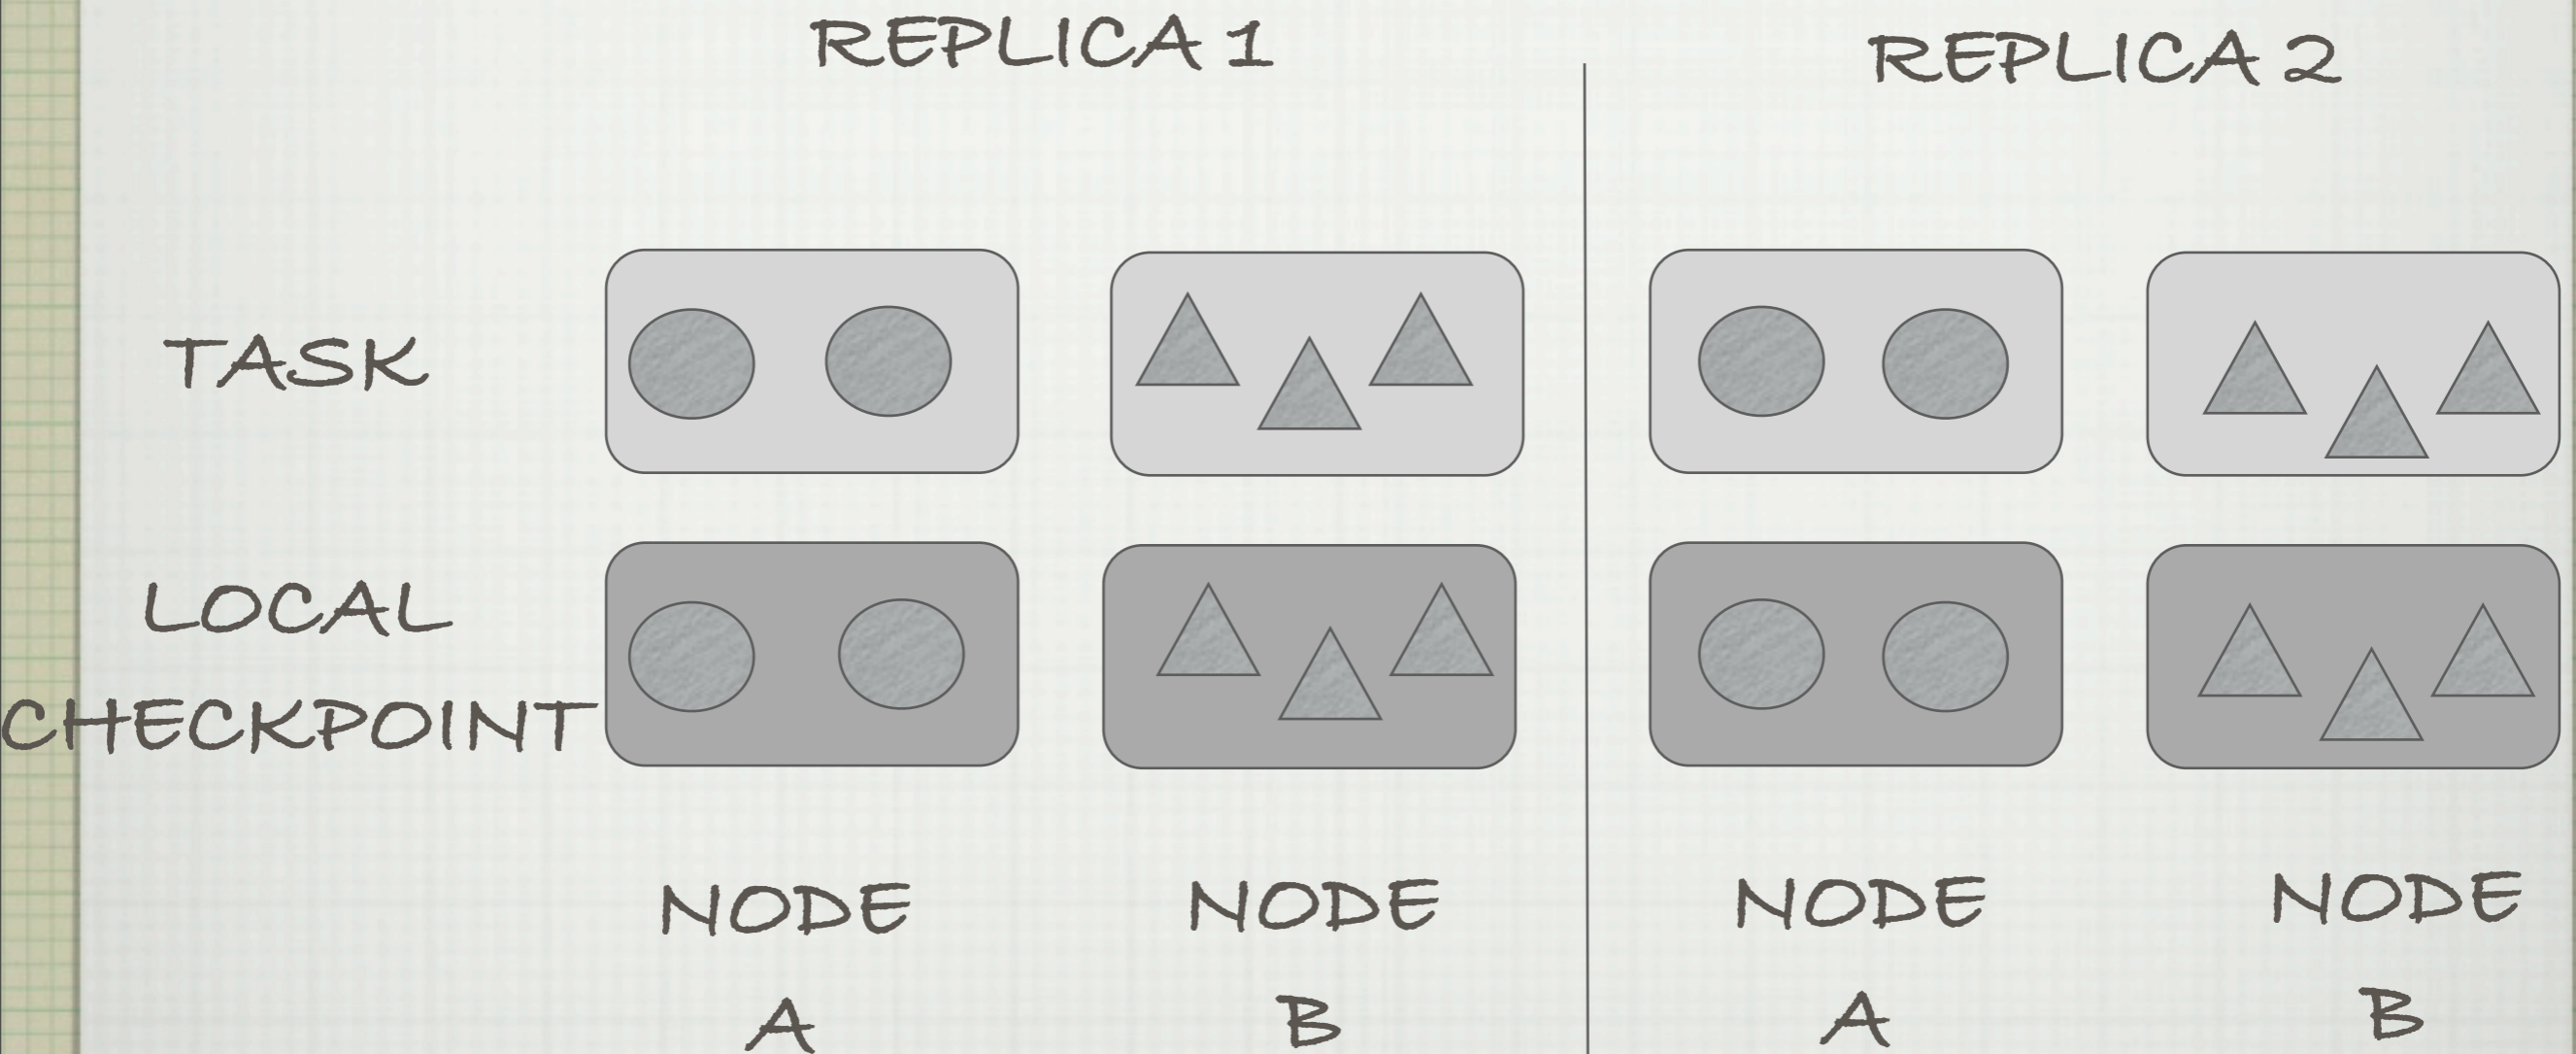 REPLICA 1
REPLICA 2
TASK
LOCAL
CHECKPOINT
NODE
A
NODE
B
NODE
A
NODE
B